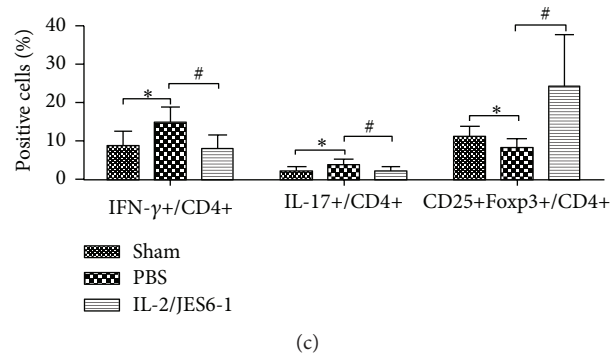 Positive cells (%)
40
30
20
10
0
* # * # * #
IFN-γ+/CD4+ IL-17+/CD4+ CD25+Foxp3+/CD4+
Sham
PBS
IL-2/JES6-1
(c)